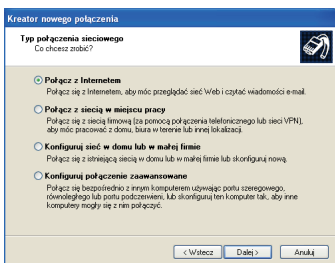 Kreator nowego połączenia
Typ połączenia sieciowego
Co chcesz zrobić?
Połącz z Internetem
Połącz się z Internetem, aby móc przeglądać sieć Web i czytać wiadomości e-mail.
Połącz z siecią w miejscu pracy
Połącz się z siecią firmową (za pomocą połączenia telefonicznego lub sieci VPN),
aby móc pracować z domu, biura w terenie lub innej lokalizacji.
Konfiguruj sieć w domu lub w małej firmie
Połącz się z istniejącą siecią w domu lub w małej firmie lub skonfiguruj nową.
Konfiguruj połączenie zaawansowane
Połącz się bezpośrednio z innym komputerem używając portu szeregowego,
równoległego lub portu podczerwieni, lub skonfiguruj ten komputer tak, aby inne
komputery mogły się z nim połączyć.
< Wstecz
Dalej >
Anuluj